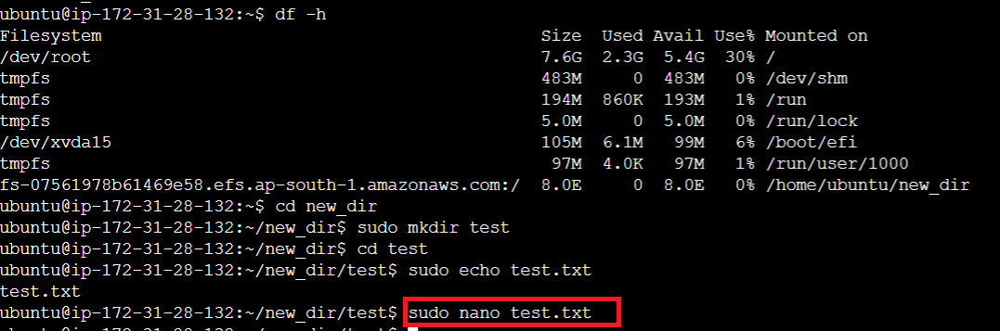 ubuntu@ip-172-31-28-132:~$ df -h
Filesystem                                      Size  Used Avail Use% Mounted on
/dev/root                                       7.6G  2.3G  5.4G  30% /
tmpfs                                           483M     0  483M   0% /dev/shm
tmpfs                                           194M  860K  193M   1% /run
tmpfs                                           5.0M     0  5.0M   0% /run/lock
/dev/xvda15                                     105M  6.1M   99M   6% /boot/efi
tmpfs                                            97M  4.0K   97M   1% /run/user/1000
fs-07561978b61469e58.efs.ap-south-1.amazonaws.com:/  8.0E     0  8.0E   0% /home/ubuntu/new_dir
ubuntu@ip-172-31-28-132:~$ cd new_dir
ubuntu@ip-172-31-28-132:~/new_dir$ sudo mkdir test
ubuntu@ip-172-31-28-132:~/new_dir$ cd test
ubuntu@ip-172-31-28-132:~/new_dir/test$ sudo echo test.txt
test.txt
ubuntu@ip-172-31-28-132:~/new_dir/test$ sudo nano test.txt